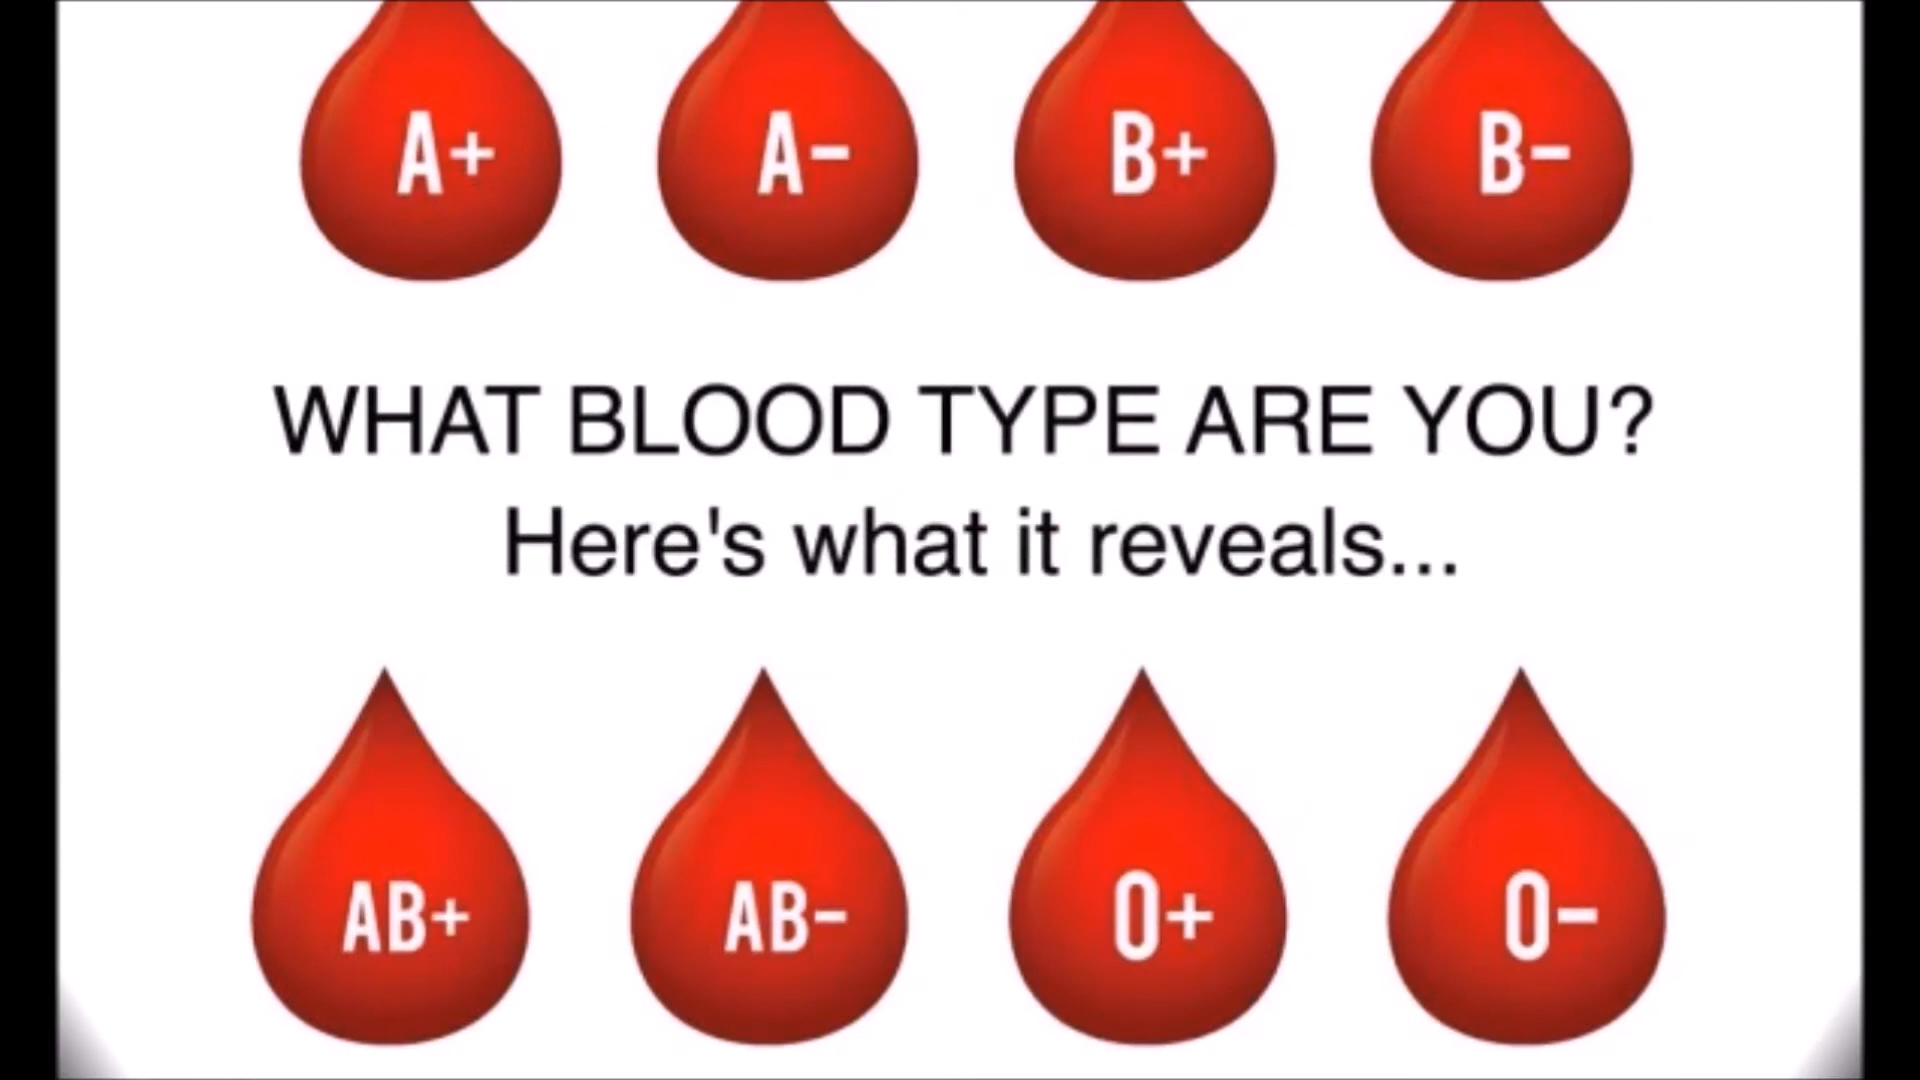 A+ A- B+ B-
WHAT BLOOD TYPE ARE YOU?
Here's what it reveals...
AB+ AB- O+ O-